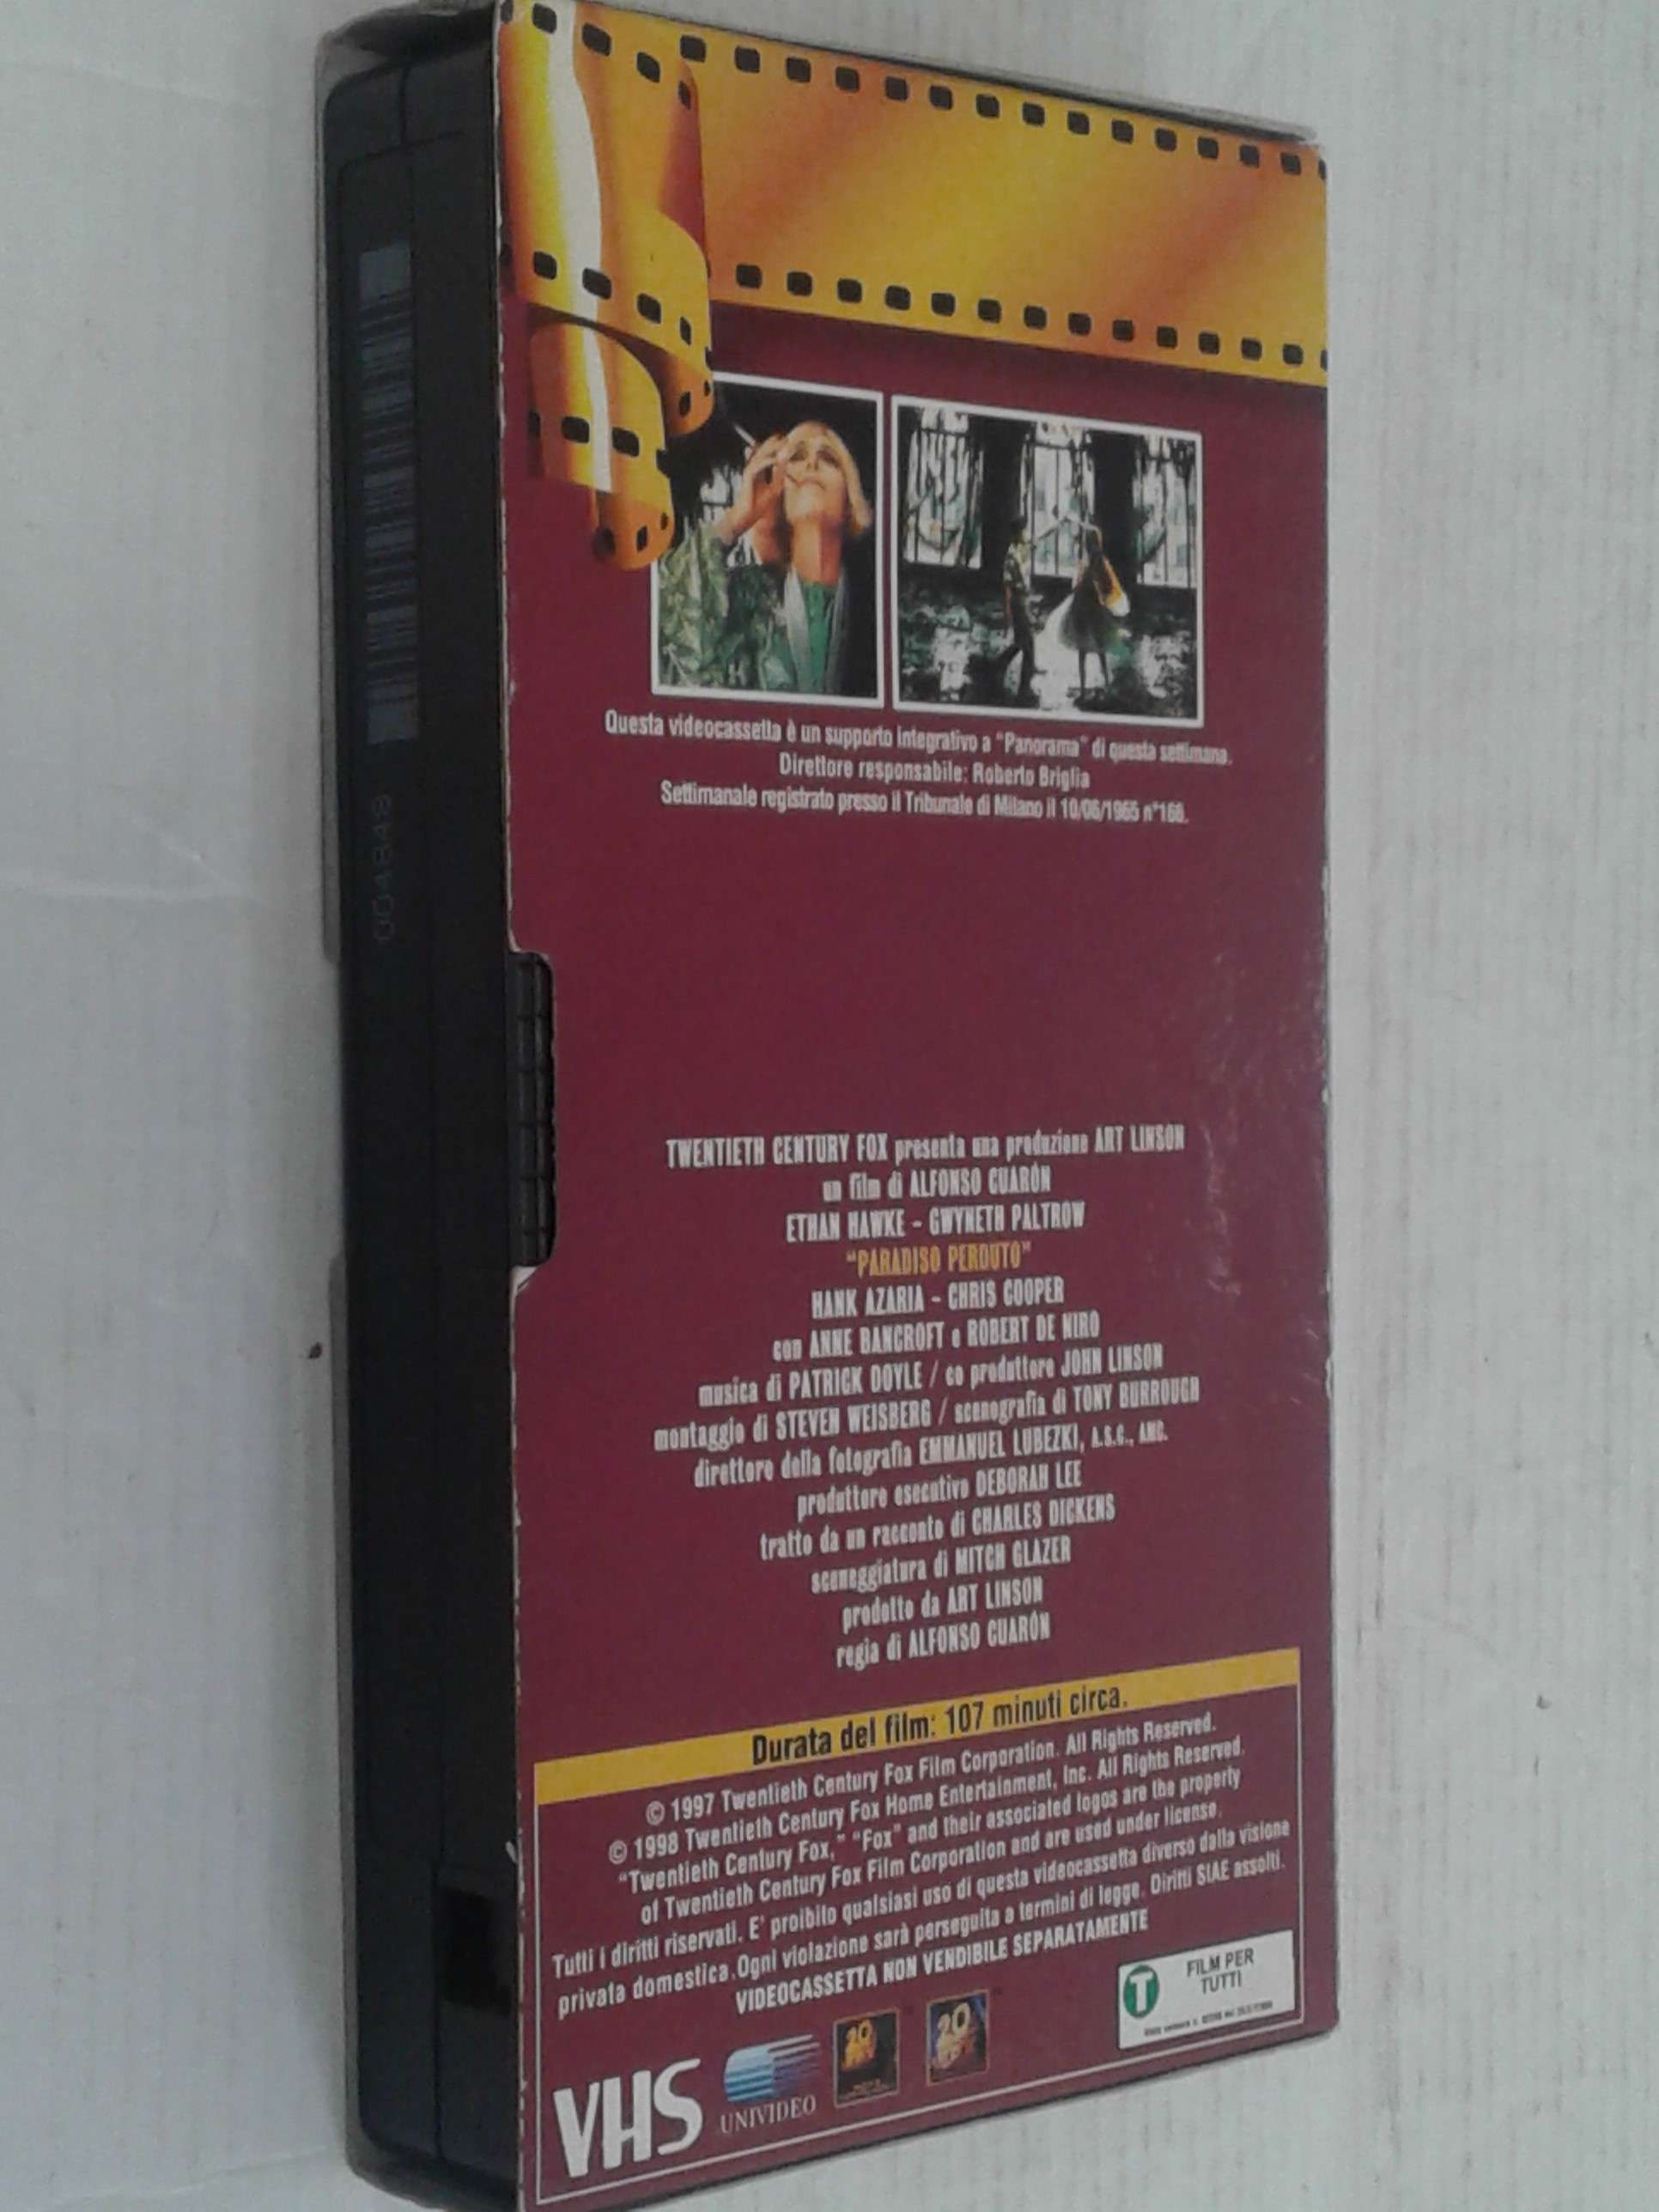 Questa videocassetta è un supporto integrativo a "Panorama" di questa settimana.
Direttore responsabile: Roberto Briglia
Settimanale registrato presso il Tribunale di Milano il 10/06/1965 n°166.
004848
TWENTIETH CENTURY FOX presenta una produzione ART LINSON
un film di ALFONSO CUARÓN
ETHAN HAWKE - GWYNETH PALTROW
"PARADISO PERDUTO"
HANK AZARIA - CHRIS COOPER
con ANNE BANCROFT e ROBERT DE NIRO
musica di PATRICK DOYLE / co produttore JOHN LINSON
montaggio di STEVEN WEISBERG / scenografia di TONY BURROUGH
direttore della fotografia EMMANUEL LUBEZKI, A.S.C., AMC.
produttore esecutivo DEBORAH LEE
tratto da un racconto di CHARLES DICKENS
sceneggiatura di MITCH GLAZER
prodotto da ART LINSON
regia di ALFONSO CUARÓN
Durata del film: 107 minuti circa.
© 1997 Twentieth Century Fox Film Corporation. All Rights Reserved.
© 1998 Twentieth Century Fox Home Entertainment, Inc. All Rights Reserved.
"Twentieth Century Fox," "Fox" and their associated logos are the property
of Twentieth Century Fox Film Corporation and are used under license.
Tutti i diritti riservati. E' proibito qualsiasi uso di questa videocassetta diverso dalla visione
privata domestica. Ogni violazione sarà perseguita a termini di legge. Diritti SIAE assolti.
VIDEOCASSETTA NON VENDIBILE SEPARATAMENTE
T FILM PER
TUTTI
VHS
UNIVIDEO
20
20